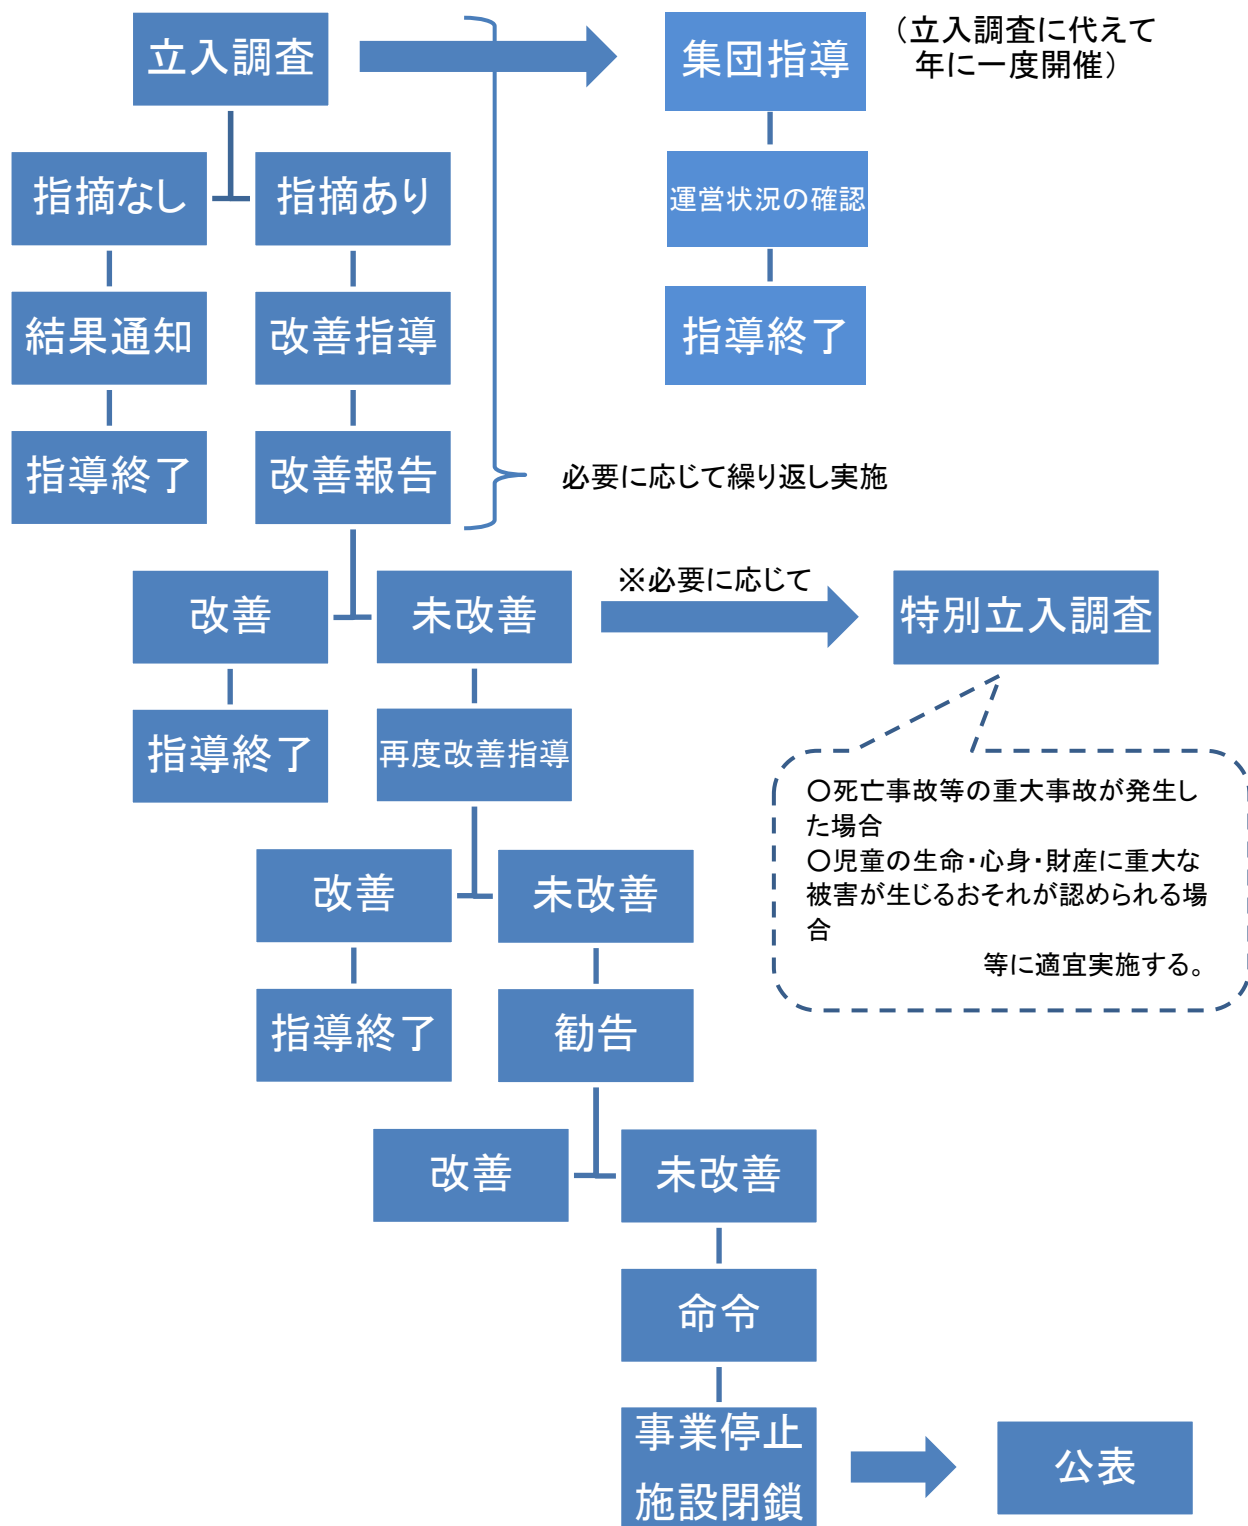 立入調査
集団指導
（立入調査に代えて
年に一度開催）
指摘なし
指摘あり
運営状況の確認
結果通知
改善指導
指導終了
指導終了
改善報告
必要に応じて繰り返し実施
改善
未改善
※必要に応じて
特別立入調査
指導終了
再度改善指導
○死亡事故等の重大事故が発生し
た場合
○児童の生命・心身・財産に重大な
被害が生じるおそれが認められる場
合
等に適宜実施する。
改善
未改善
指導終了
勧告
改善
未改善
命令
事業停止
施設閉鎖
公表